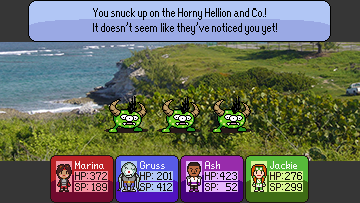 You snuck up on the Horny Hellion and Co.!
It doesn't seem like they've noticed you yet!
Marina
HP:372
SP:189
Gruss
HP:201
SP:412
Ash
HP:423
SP: 52
Jackie
HP:276
SP:299